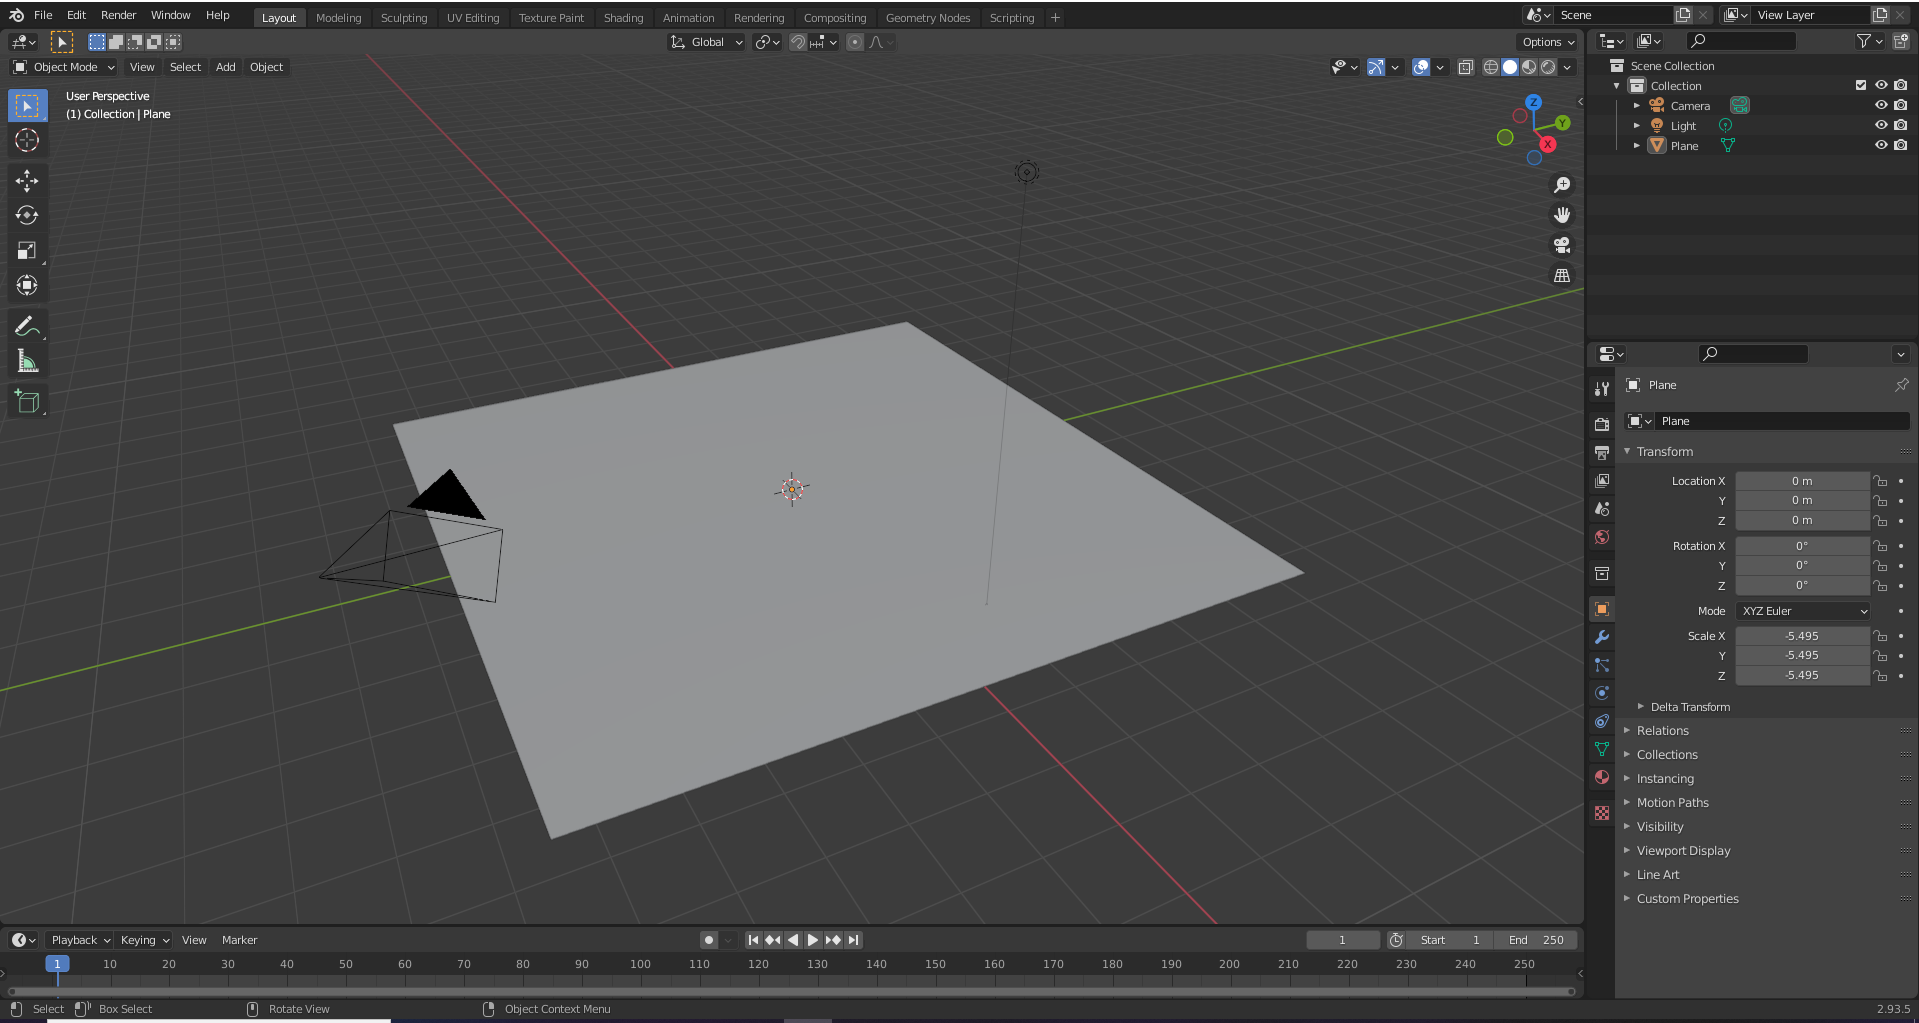 File Edit Render Window Help Layout Modeling Sculpting UV Editing Texture Paint Shading Animation Rendering Compositing Geometry Nodes Scripting + Scene View Layer
Global Options
Object Mode View Select Add Object
User Perspective
(1) Collection | Plane
Z
Y
X
Scene Collection
Collection
Camera
Light
Plane
Plane
Plane
Transform
Location X 0 m
Y 0 m
Z 0 m
Rotation X 0°
Y 0°
Z 0°
Mode XYZ Euler
Scale X -5.495
Y -5.495
Z -5.495
Delta Transform
Relations
Collections
Instancing
Motion Paths
Visibility
Viewport Display
Line Art
Custom Properties
Playback Keying View Marker 1 Start 1 End 250
1 10 20 30 40 50 60 70 80 90 100 110 120 130 140 150 160 170 180 190 200 210 220 230 240 250
Select Box Select Rotate View Object Context Menu 2.93.5